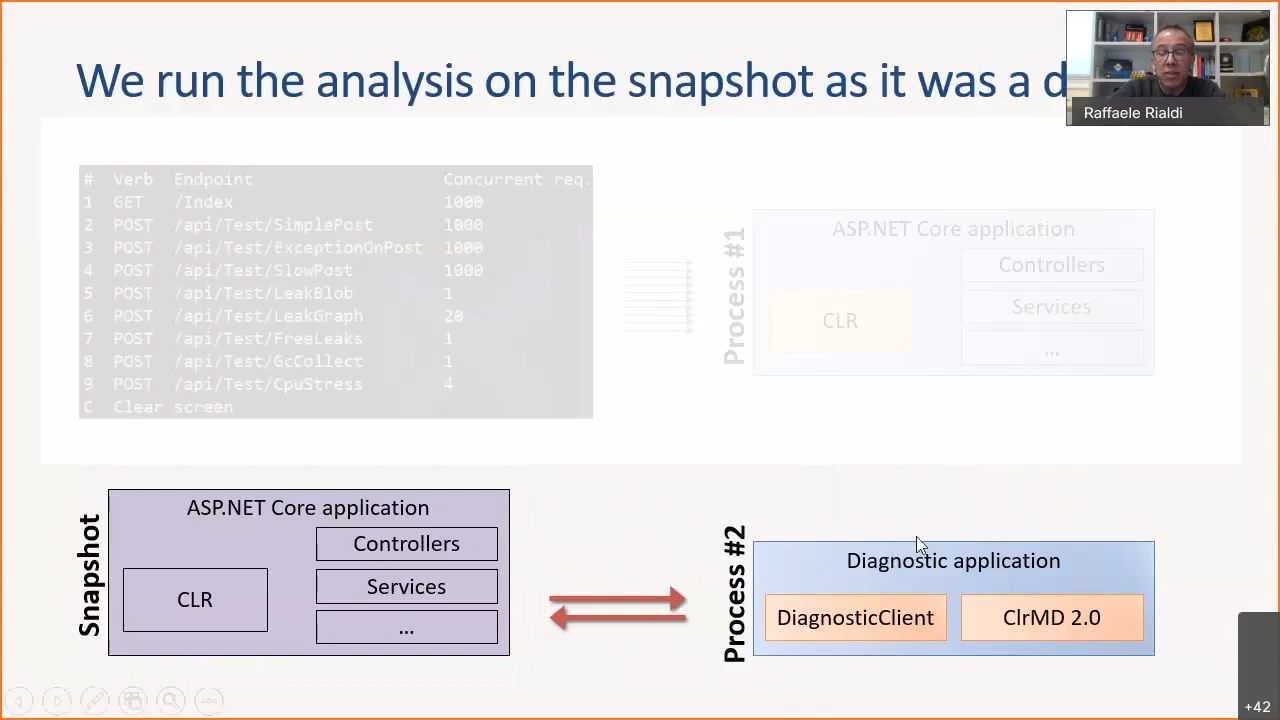 We run the analysis on the snapshot as it was a d
Raffaele Rialdi
# Verb Endpoint Concurrent req.
1 GET /Index 1000
2 POST /api/Test/SimplePost 1000
3 POST /api/Test/ExceptionOnPost 1000
4 POST /api/Test/SlowPost 1000
5 POST /api/Test/LeakBlob 1
6 POST /api/Test/LeakGraph 20
7 POST /api/Test/FreeLeaks 1
8 POST /api/Test/GcCollect 1
9 POST /api/Test/CpuStress 4
C Clear screen
Process #1
ASP.NET Core application
Controllers
Services
CLR
...
Snapshot
ASP.NET Core application
Controllers
Services
CLR
...
Process #2
Diagnostic application
DiagnosticClient ClrMD 2.0
+42